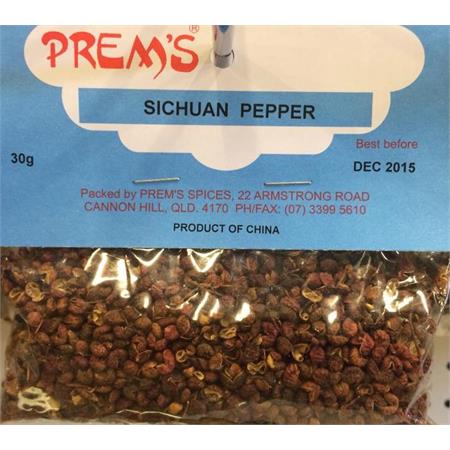 PREM'S®
SICHUAN PEPPER
Best before
30g
DEC 2015
Packed by PREM'S SPICES, 22 ARMSTRONG ROAD
CANNON HILL, QLD. 4170 PH/FAX: (07) 3399 5610
PRODUCT OF CHINA